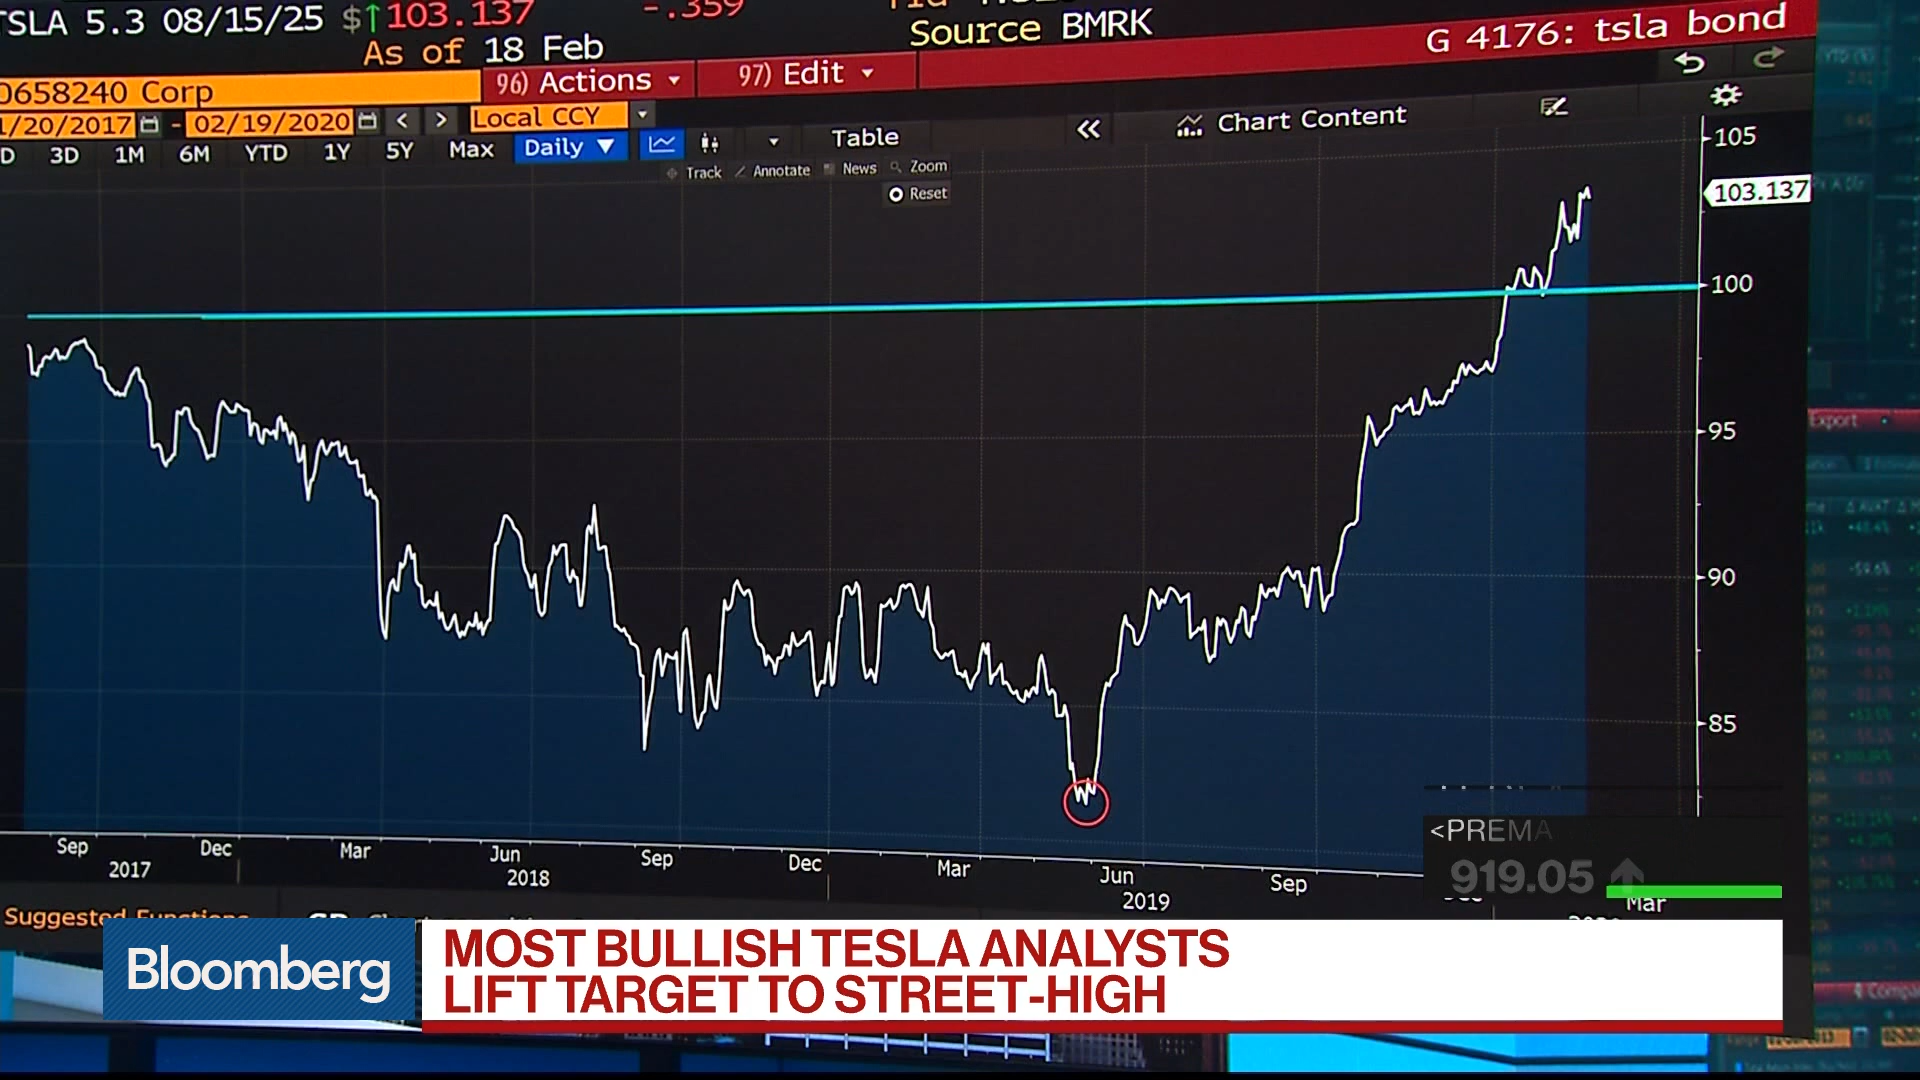 TSLA 5.3 08/15/25 $↑103.137 -.359
As of 18 Feb
Source BMRK
G 4176: tsla bond
0658240 Corp 96) Actions 97) Edit
1/20/2017 - 02/19/2020 < > Local CCY
D 3D 1M 6M YTD 1Y 5Y Max Daily ▼ Table « Chart Content
Track Annotate News Zoom
Reset
105
103.137
100
95
90
85
Sep Dec Mar Jun Sep Dec Mar Jun Sep Mar
2017 2018 2019
<PREMA
919.05
Suggested Functions
Export
Bloomberg
MOST BULLISH TESLA ANALYSTS
LIFT TARGET TO STREET-HIGH